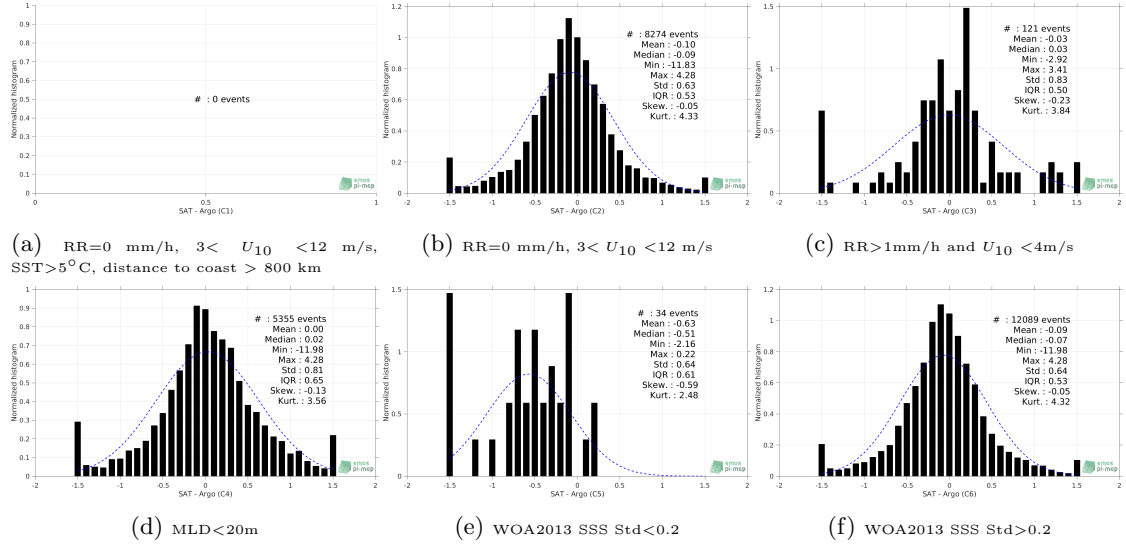 1
0.9
0.8
0.7
0.6
0.5
0.4
0.3
0.2
0.1
0
Normalized histogram
# : 0 events
smos
pi-mep
0 0.5 1
SAT - Argo (C1)
(a) RR=0 mm/h, 3< U10 <12 m/s,
SST>5°C, distance to coast > 800 km
1.2
1
0.8
0.6
0.4
0.2
0
Normalized histogram
# : 8274 events
Mean : -0.10
Median : -0.09
Min : -11.83
Max : 4.28
Std : 0.63
IQR : 0.53
Skew. : -0.05
Kurt. : 4.33
smos
pi-mep
-2 -1.5 -1 -0.5 0 0.5 1 1.5 2
SAT - Argo (C2)
(b) RR=0 mm/h, 3< U10 <12 m/s
1.5
1
0.5
0
Normalized histogram
# : 121 events
Mean : -0.03
Median : 0.03
Min : -2.92
Max : 3.41
Std : 0.83
IQR : 0.50
Skew. : -0.23
Kurt. : 3.84
smos
pi-mep
-2 -1.5 -1 -0.5 0 0.5 1 1.5 2
SAT - Argo (C3)
(c) RR>1mm/h and U10 <4m/s
1
0.9
0.8
0.7
0.6
0.5
0.4
0.3
0.2
0.1
0
Normalized histogram
# : 5355 events
Mean : 0.00
Median : 0.02
Min : -11.98
Max : 4.28
Std : 0.81
IQR : 0.65
Skew. : -0.13
Kurt. : 3.56
smos
pi-mep
-2 -1.5 -1 -0.5 0 0.5 1 1.5 2
SAT - Argo (C4)
(d) MLD<20m
1.5
1
0.5
0
Normalized histogram
# : 34 events
Mean : -0.63
Median : -0.51
Min : -2.16
Max : 0.22
Std : 0.64
IQR : 0.61
Skew. : -0.59
Kurt. : 2.48
smos
pi-mep
-2 -1.5 -1 -0.5 0 0.5 1 1.5 2
SAT - Argo (C5)
(e) WOA2013 SSS Std<0.2
1.2
1
0.8
0.6
0.4
0.2
0
Normalized histogram
# : 12089 events
Mean : -0.09
Median : -0.07
Min : -11.98
Max : 4.28
Std : 0.64
IQR : 0.53
Skew. : -0.05
Kurt. : 4.32
smos
pi-mep
-2 -1.5 -1 -0.5 0 0.5 1 1.5 2
SAT - Argo (C6)
(f) WOA2013 SSS Std>0.2